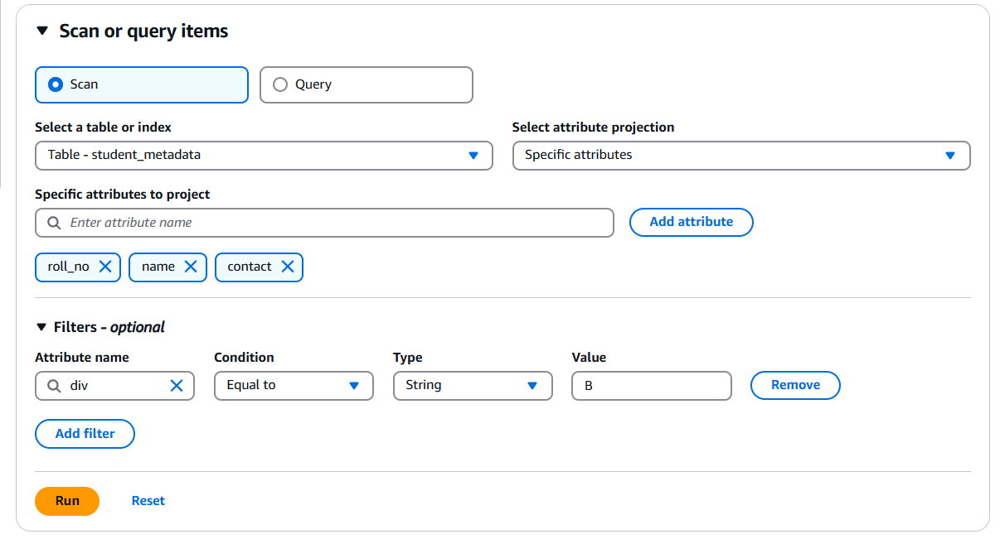 Scan or query items
Scan Query
Select a table or index Select attribute projection
Table - student_metadata Specific attributes
Specific attributes to project
Enter attribute name Add attribute
roll_no name contact
Filters - optional
Attribute name Condition Type Value
div Equal to String B Remove
Add filter
Run Reset